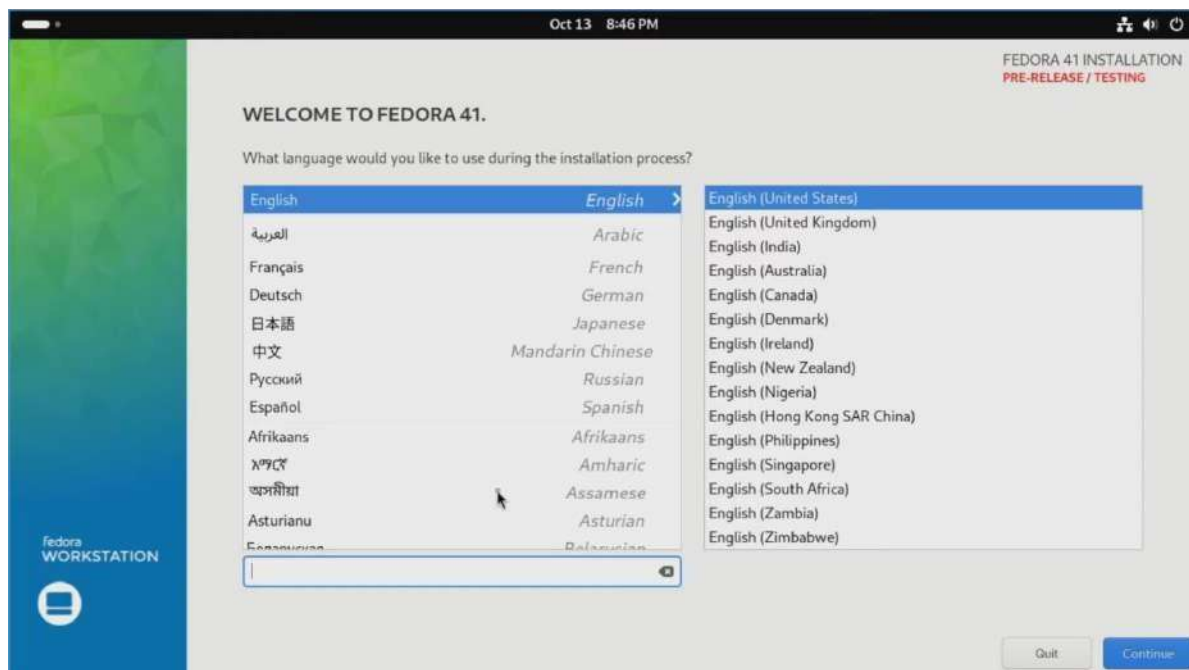 Oct 13 8:46 PM
FEDORA 41 INSTALLATION
PRE-RELEASE / TESTING
WELCOME TO FEDORA 41.
What language would you like to use during the installation process?
English English
العربية Arabic
Français French
Deutsch German
日本語 Japanese
中文 Mandarin Chinese
Русский Russian
Español Spanish
Afrikaans Afrikaans
አማርኛ Amharic
অসমীয়া Assamese
Asturianu Asturian
Беларуская Belarusian
English (United States)
English (United Kingdom)
English (India)
English (Australia)
English (Canada)
English (Denmark)
English (Ireland)
English (New Zealand)
English (Nigeria)
English (Hong Kong SAR China)
English (Philippines)
English (Singapore)
English (South Africa)
English (Zambia)
English (Zimbabwe)
fedora
WORKSTATION
Quit Continue